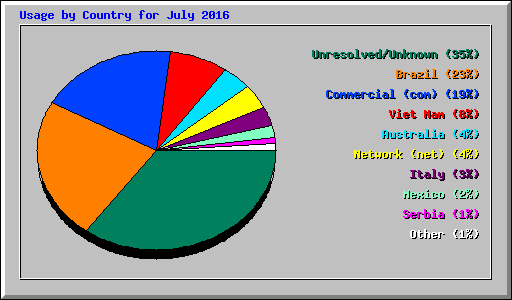 Usage by Country for July 2016
Unresolved/Unknown (35%)
Brazil (23%)
Commercial (com) (19%)
Viet Nam (8%)
Australia (4%)
Network (net) (4%)
Italy (3%)
Mexico (2%)
Serbia (1%)
Other (1%)